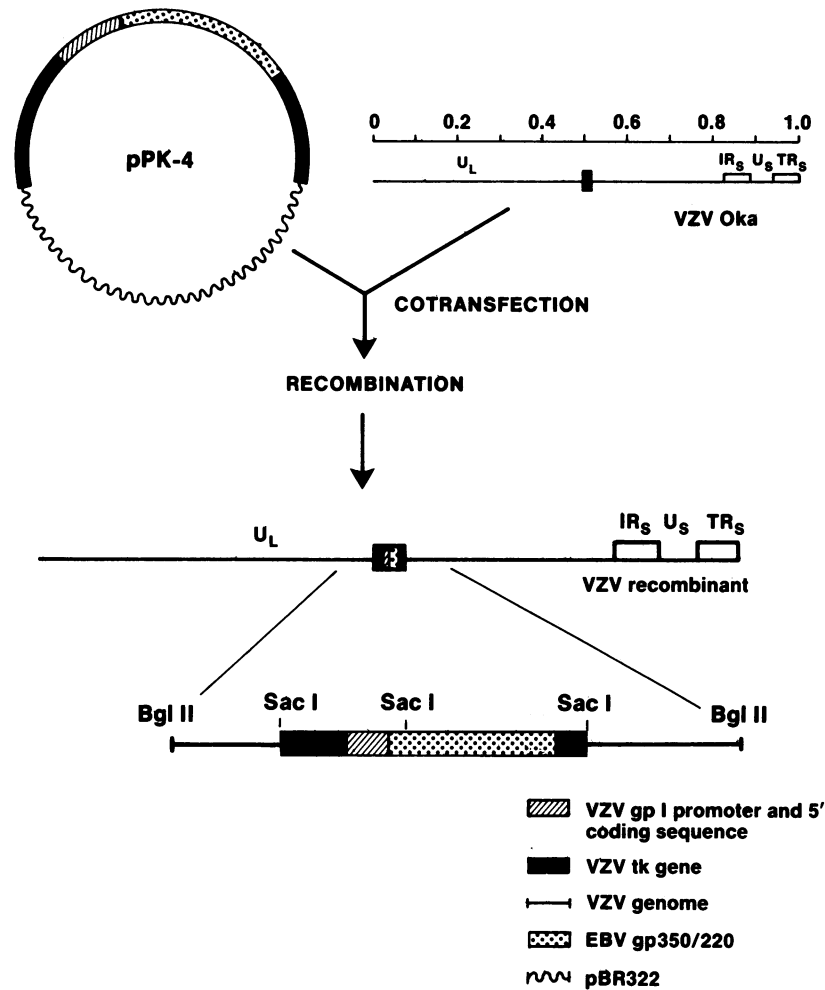 pPK-4
0 0.2 0.4 0.6 0.8 1.0
UL IRS US TRS
VZV Oka
COTRANSFECTION
RECOMBINATION
UL IRS US TRS
VZV recombinant
Bgl II Sac I Sac I Sac I Bgl II
VZV gp I promoter and 5′
coding sequence
VZV tk gene
VZV genome
EBV gp350/220
pBR322